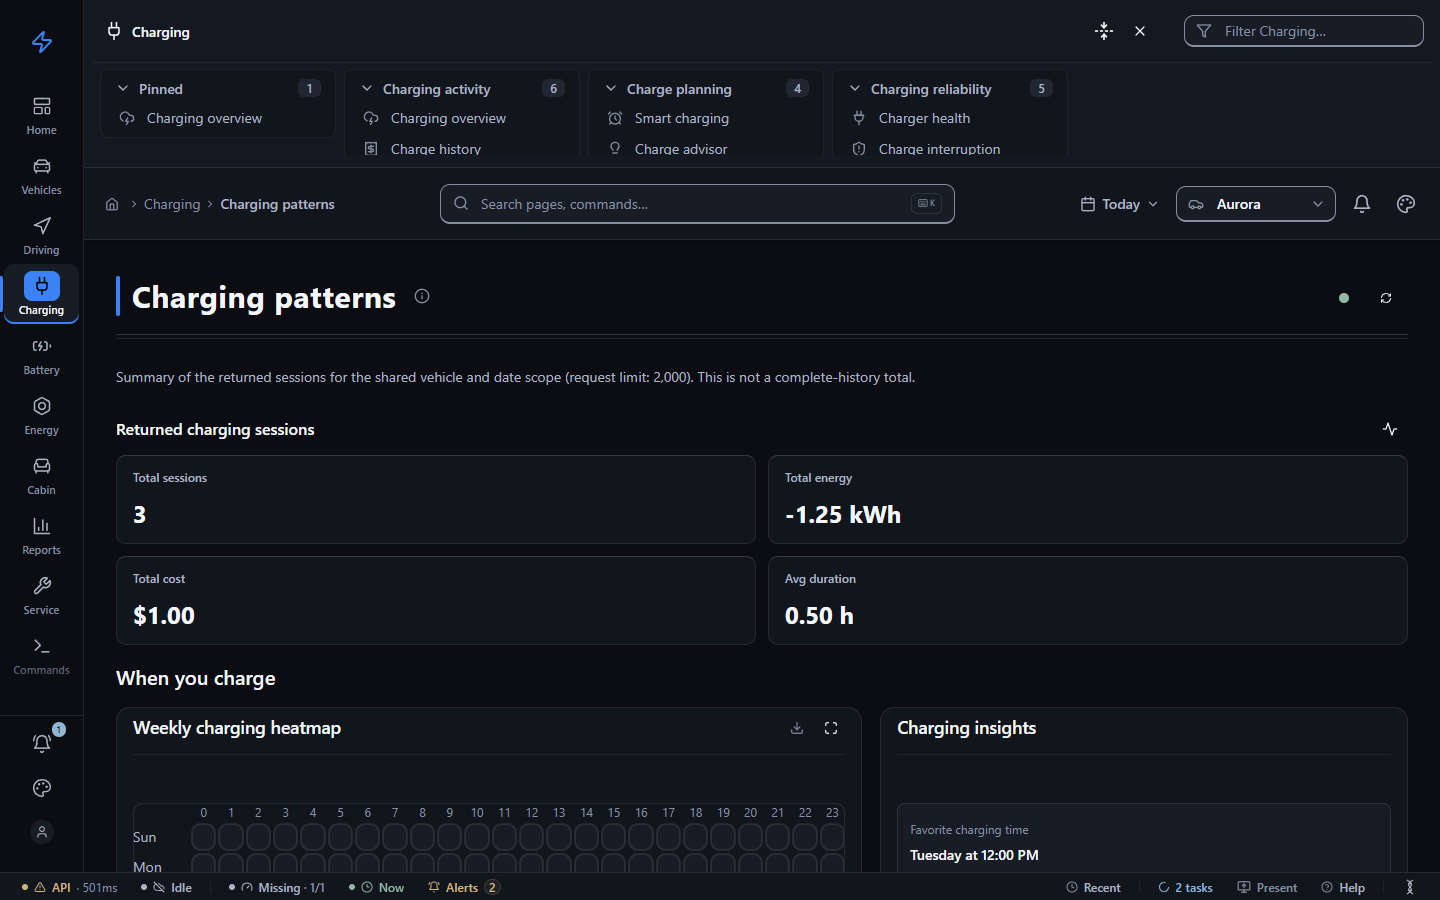 Charging
Filter Charging...
Home
Vehicles
Driving
Charging
Battery
Energy
Cabin
Reports
Service
Commands
1
Pinned 1
Charging overview
Charging activity 6
Charging overview
Charge history
Charge planning 4
Smart charging
Charge advisor
Charging reliability 5
Charger health
Charge interruption
Charging
Charging patterns
Search pages, commands... K
Today
Aurora
Charging patterns
Summary of the returned sessions for the shared vehicle and date scope (request limit: 2,000). This is not a complete-history total.
Returned charging sessions
Total sessions
3
Total energy
-1.25 kWh
Total cost
$1.00
Avg duration
0.50 h
When you charge
Weekly charging heatmap
0 1 2 3 4 5 6 7 8 9 10 11 12 13 14 15 16 17 18 19 20 21 22 23
Sun
Mon
Charging insights
Favorite charging time
Tuesday at 12:00 PM
API · 501ms
Idle
Missing · 1/1
Now
Alerts 2
Recent
2 tasks
Present
Help